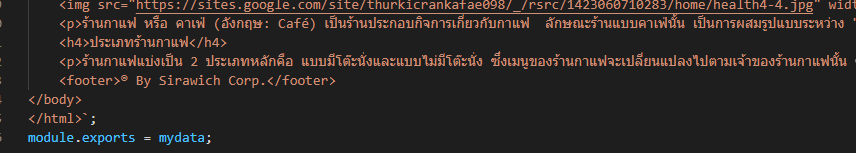 <img src="https://sites.google.com/site/thurkicrankafae098/_/rsrc/1423060710283/home/health4-4.jpg" widt
<p>ร้านกาแฟ หรือ คาเฟ่ (อังกฤษ: Café) เป็นร้านประกอบกิจการเกี่ยวกับกาแฟ  ลักษณะร้านแบบคาเฟ่นั้น เป็นการผสมรูปแบบระหว่าง "
<h4>ประเภทร้านกาแฟ</h4>
<p>ร้านกาแฟแบ่งเป็น 2 ประเภทหลักคือ แบบมีโต๊ะนั่งและแบบไม่มีโต๊ะนั่ง ซึ่งเมนูของร้านกาแฟจะเปลี่ยนแปลงไปตามเจ้าของร้านกาแฟนั้น
<footer>® By Sirawich Corp.</footer>
</body>
</html>`;
module.exports = mydata;